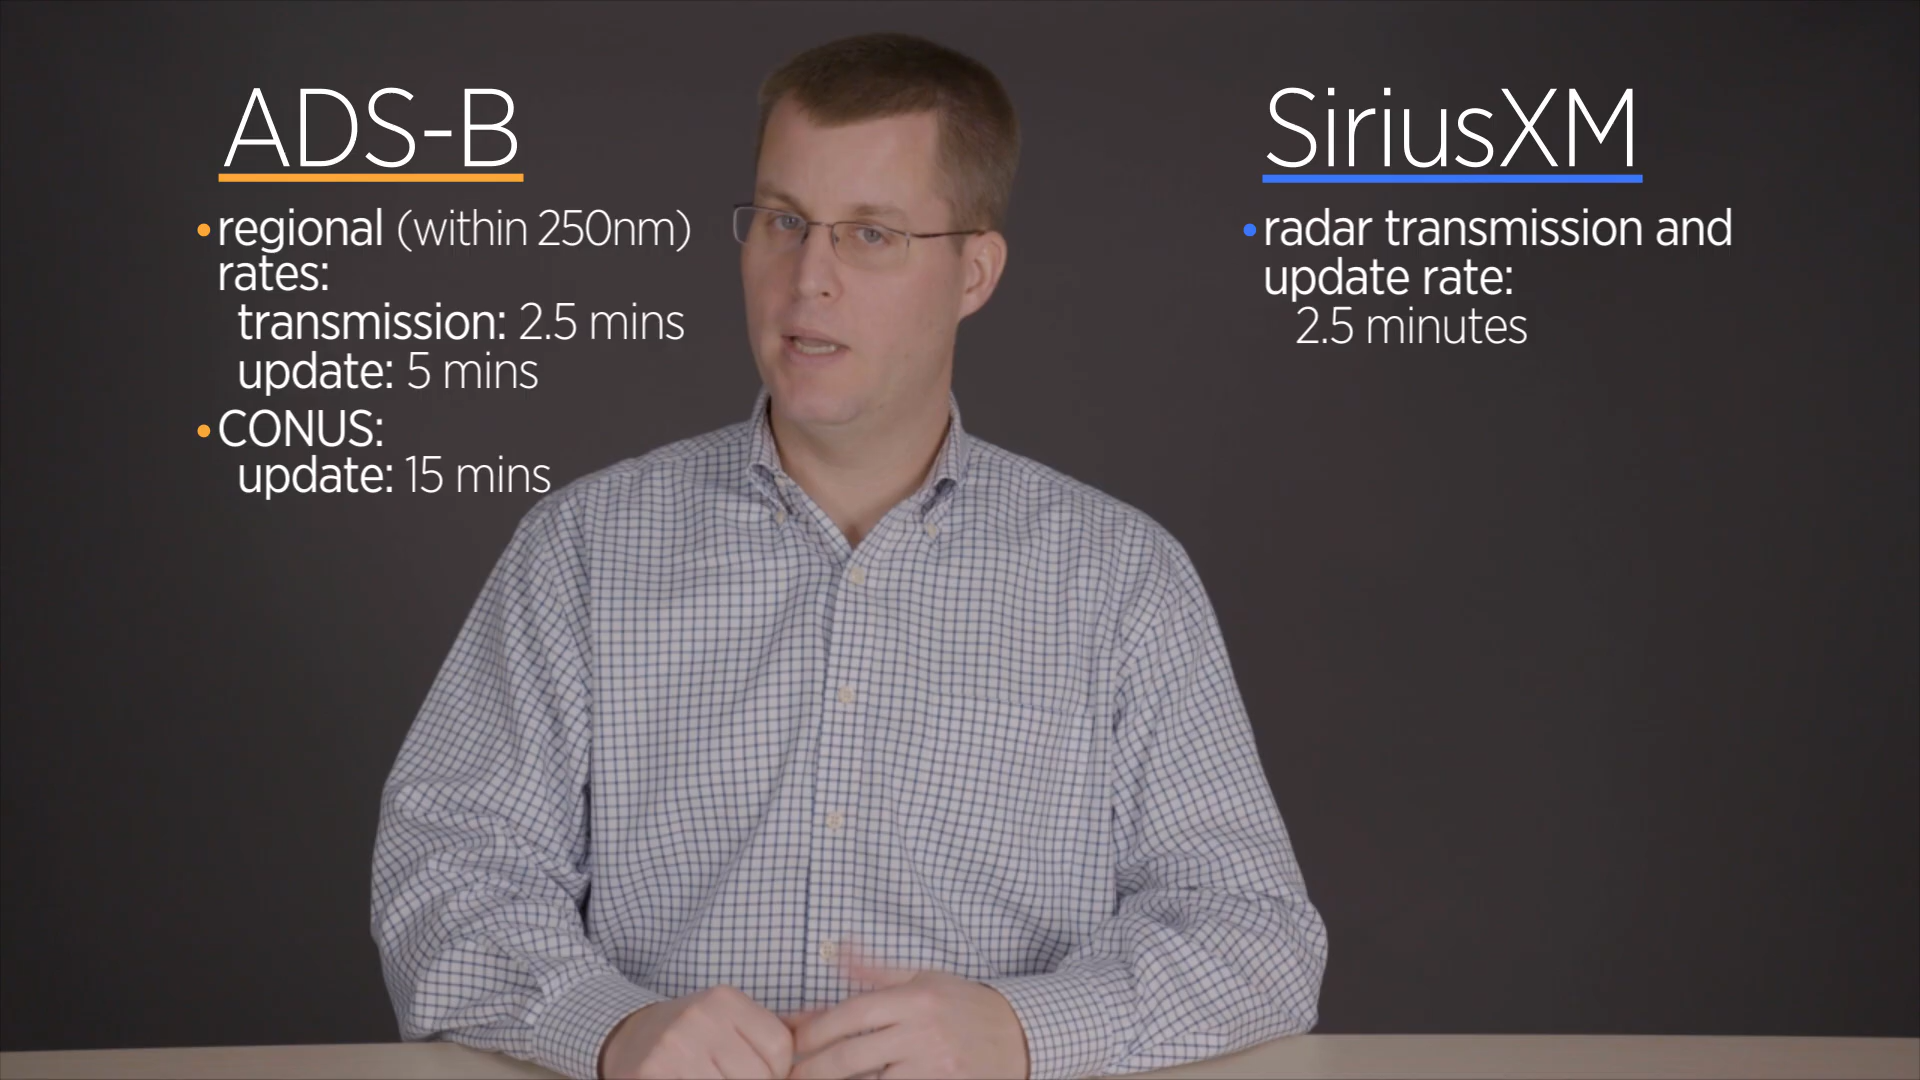 ADS-B
•regional (within 250nm)
rates:
transmission: 2.5 mins
update: 5 mins
•CONUS:
update: 15 mins
SiriusXM
•radar transmission and
update rate:
2.5 minutes